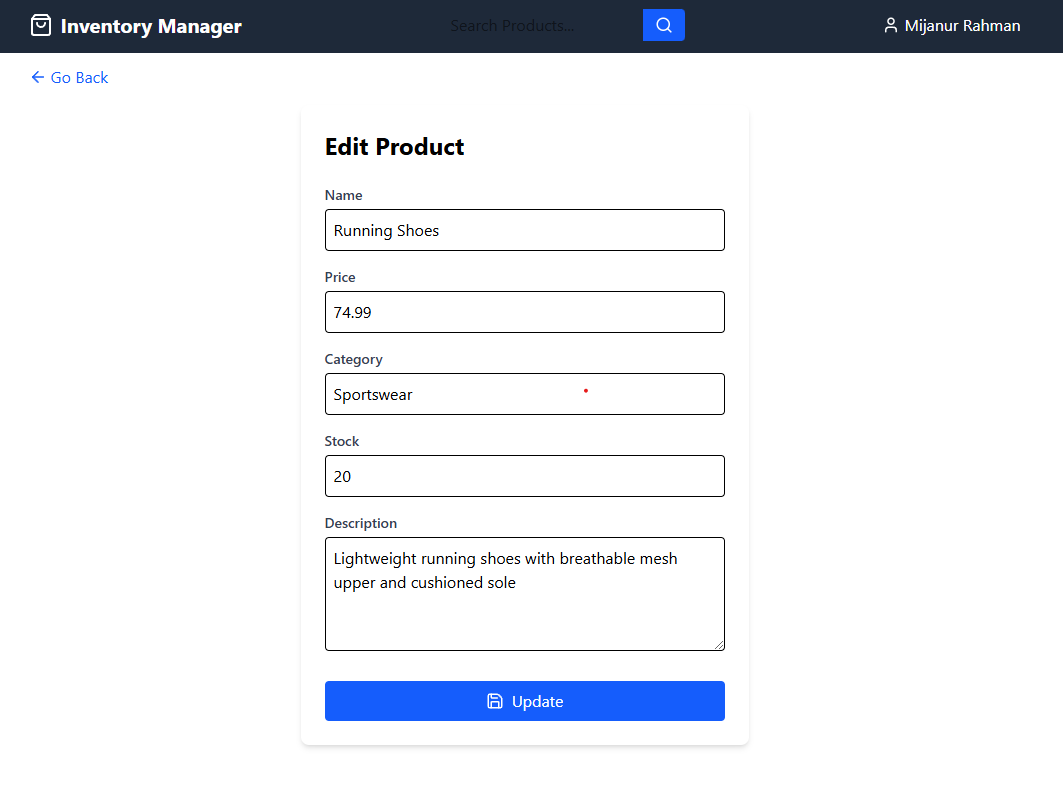 Inventory Manager
Search Products...
Mijanur Rahman
Go Back
Edit Product
Name
Running Shoes
Price
74.99
Category
Sportswear
Stock
20
Description
Lightweight running shoes with breathable mesh
upper and cushioned sole
Update